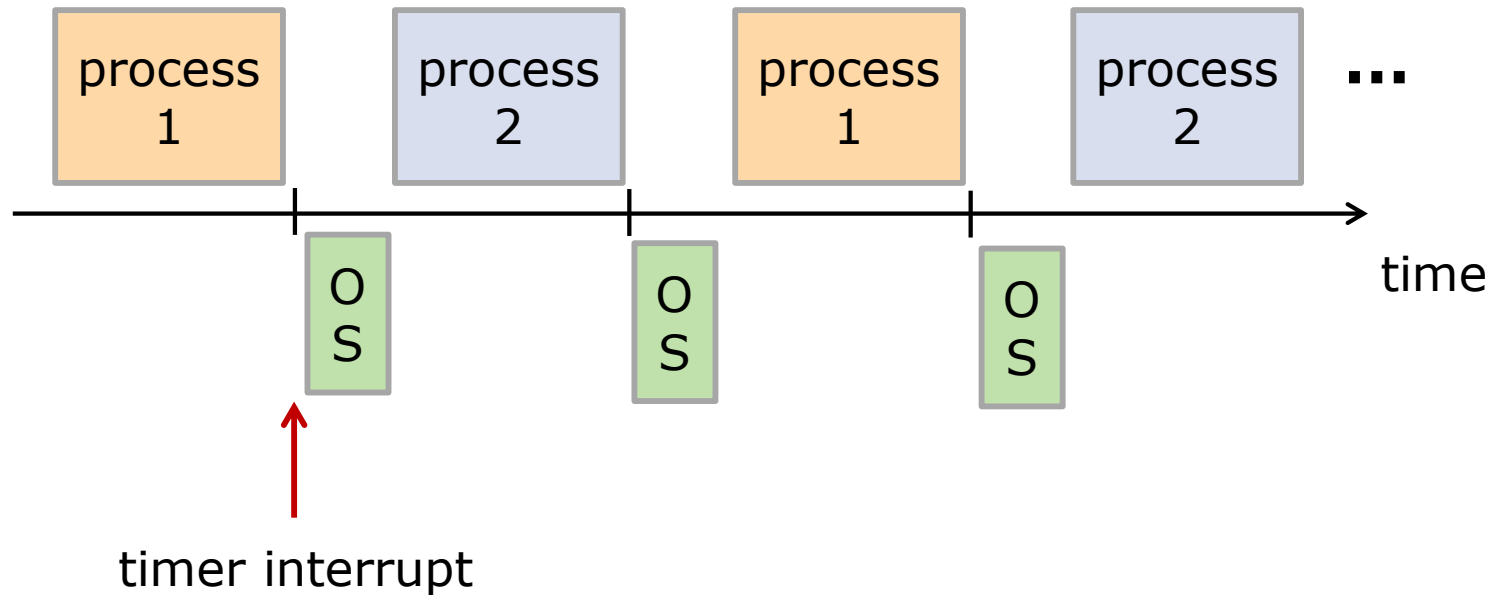 process
1
process
2
process
1
process
2
...
time
O
S
O
S
O
S
timer interrupt